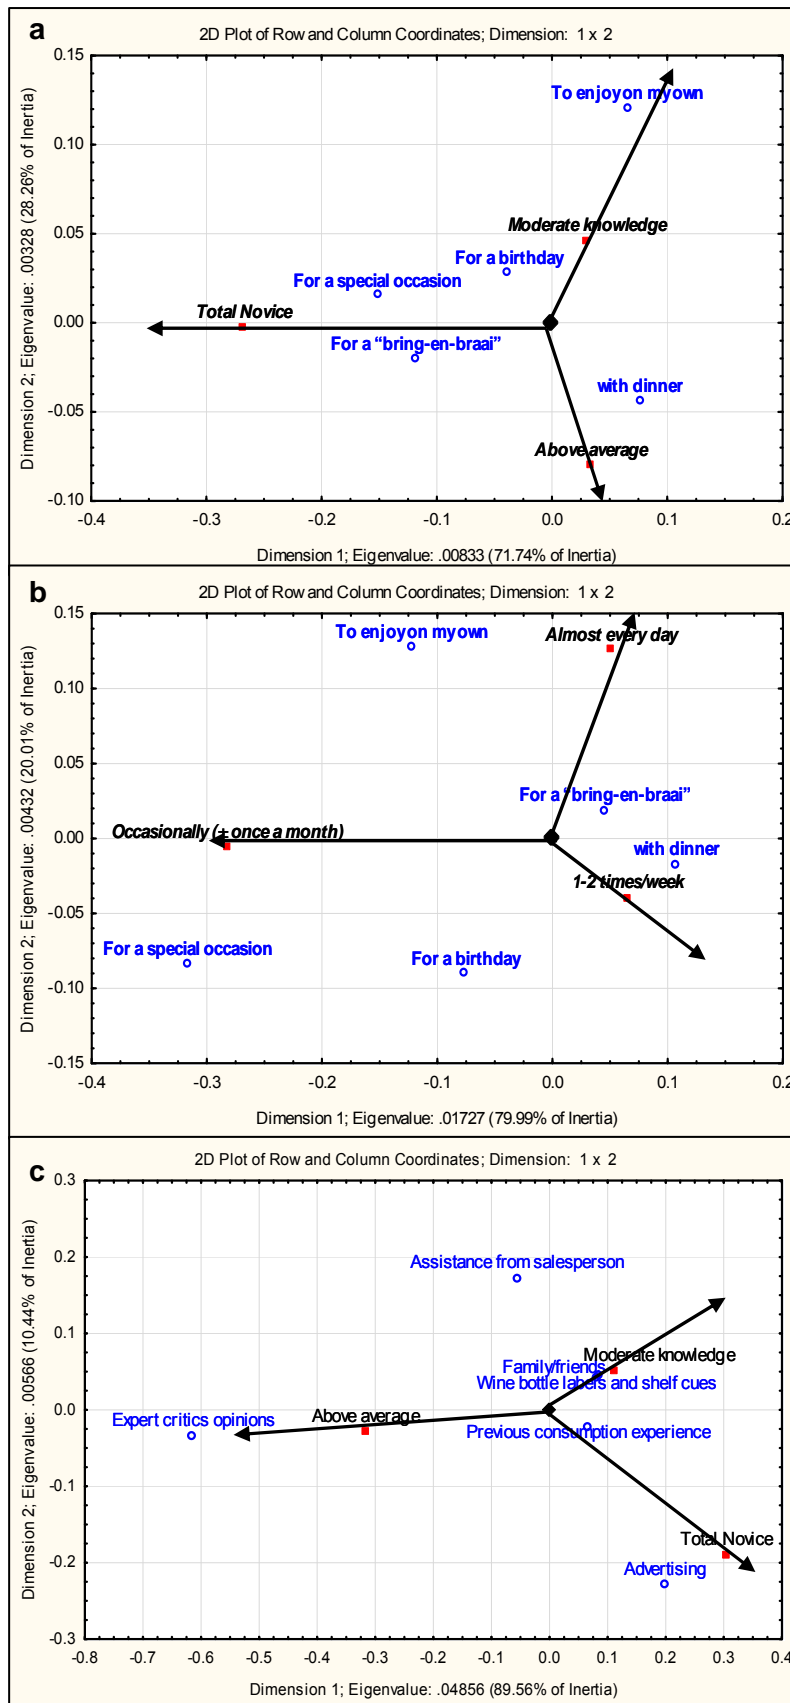 a
2D Plot of Row and Column Coordinates; Dimension: 1 x 2
0.15
To enjoyon myown
0.10
Moderate knowledge
0.05
For a birthday
For a special occasion
Total Novice
0.00
For a “bring-en-braai”
with dinner
-0.05
Above average
-0.10
-0.4 -0.3 -0.2 -0.1 0.0 0.1 0.2
Dimension 1; Eigenvalue: .00833 (71.74% of Inertia)
Dimension 2; Eigenvalue: .00328 (28.26% of Inertia)
b
2D Plot of Row and Column Coordinates; Dimension: 1 x 2
0.15
To enjoyon myown
Almost every day
0.10
0.05
For a “bring-en-braai”
Occasionally (± once a month)
0.00
with dinner
1-2 times/week
-0.05
For a special occasion
For a birthday
-0.10
-0.15
-0.4 -0.3 -0.2 -0.1 0.0 0.1 0.2
Dimension 1; Eigenvalue: .01727 (79.99% of Inertia)
Dimension 2; Eigenvalue: .00432 (20.01% of Inertia)
c
2D Plot of Row and Column Coordinates; Dimension: 1 x 2
0.3
Assistance from salesperson
0.2
0.1
Moderate knowledge
Family/friends
Wine bottle labels and shelf cues
0.0
Expert critics opinions
Above average
Previous consumption experience
-0.1
Total Novice
-0.2
Advertising
-0.3
-0.8 -0.7 -0.6 -0.5 -0.4 -0.3 -0.2 -0.1 0.0 0.1 0.2 0.3 0.4
Dimension 1; Eigenvalue: .04856 (89.56% of Inertia)
Dimension 2; Eigenvalue: .00566 (10.44% of Inertia)